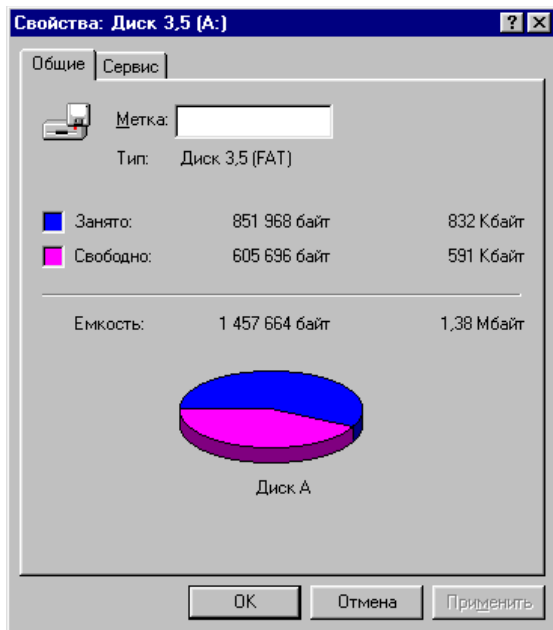 Свойства: Диск 3,5 (A:)
Общие Сервис
Метка:
Тип: Диск 3,5 (FAT)
Занято: 851 968 байт 832 Кбайт
Свободно: 605 696 байт 591 Кбайт
Емкость: 1 457 664 байт 1,38 Мбайт
Диск A
OK Отмена Применить